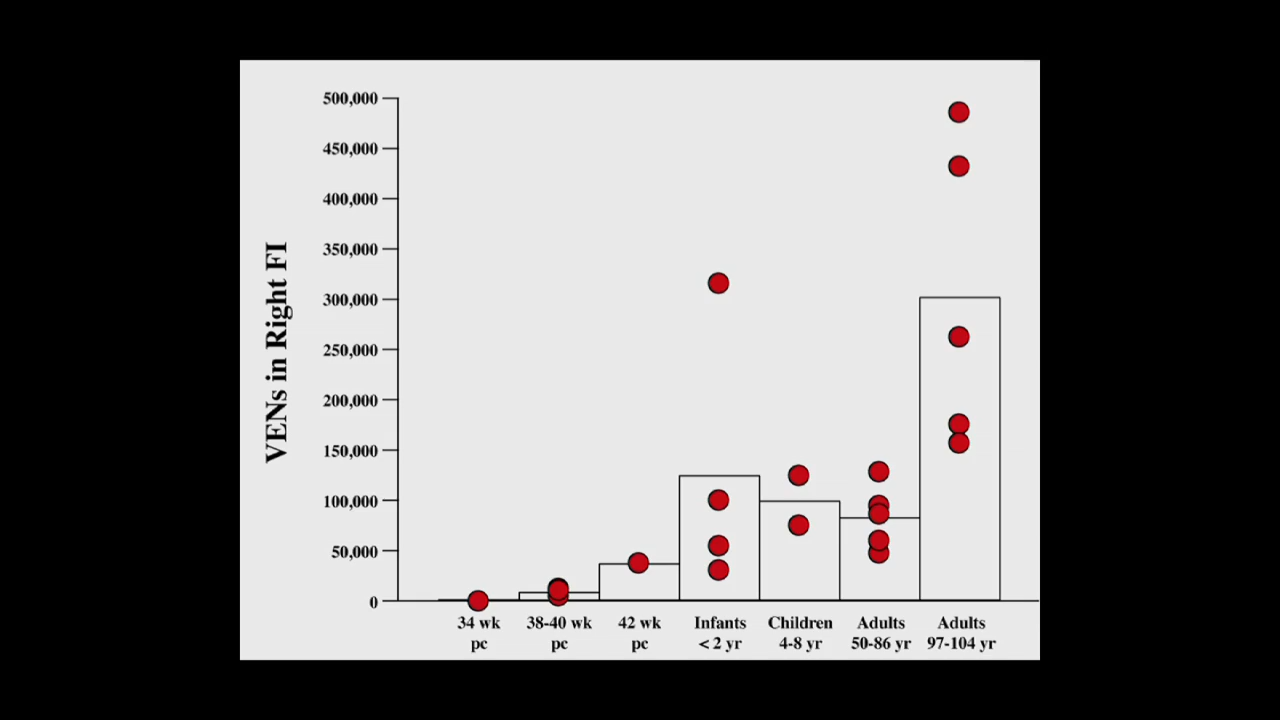 500,000
450,000
400,000
350,000
300,000
250,000
200,000
150,000
100,000
50,000
0
VENs in Right FI
34 wk
pc
38-40 wk
pc
42 wk
pc
Infants
< 2 yr
Children
4-8 yr
Adults
50-86 yr
Adults
97-104 yr